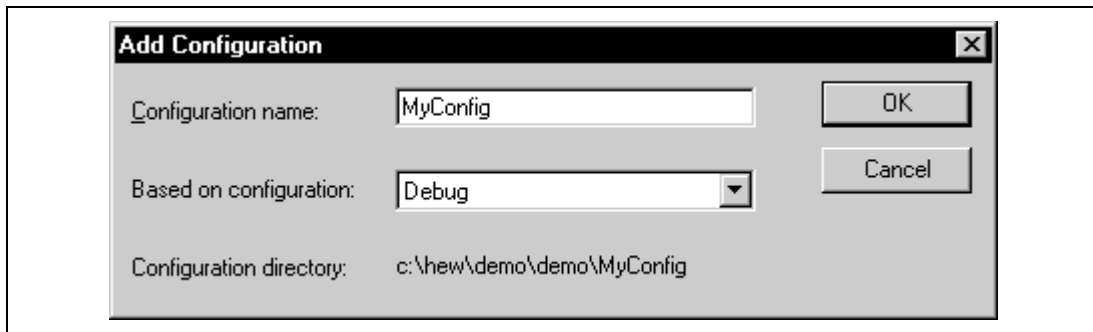 Add Configuration
Configuration name: MyConfig OK
Based on configuration: Debug Cancel
Configuration directory: c:\hew\demo\demo\MyConfig